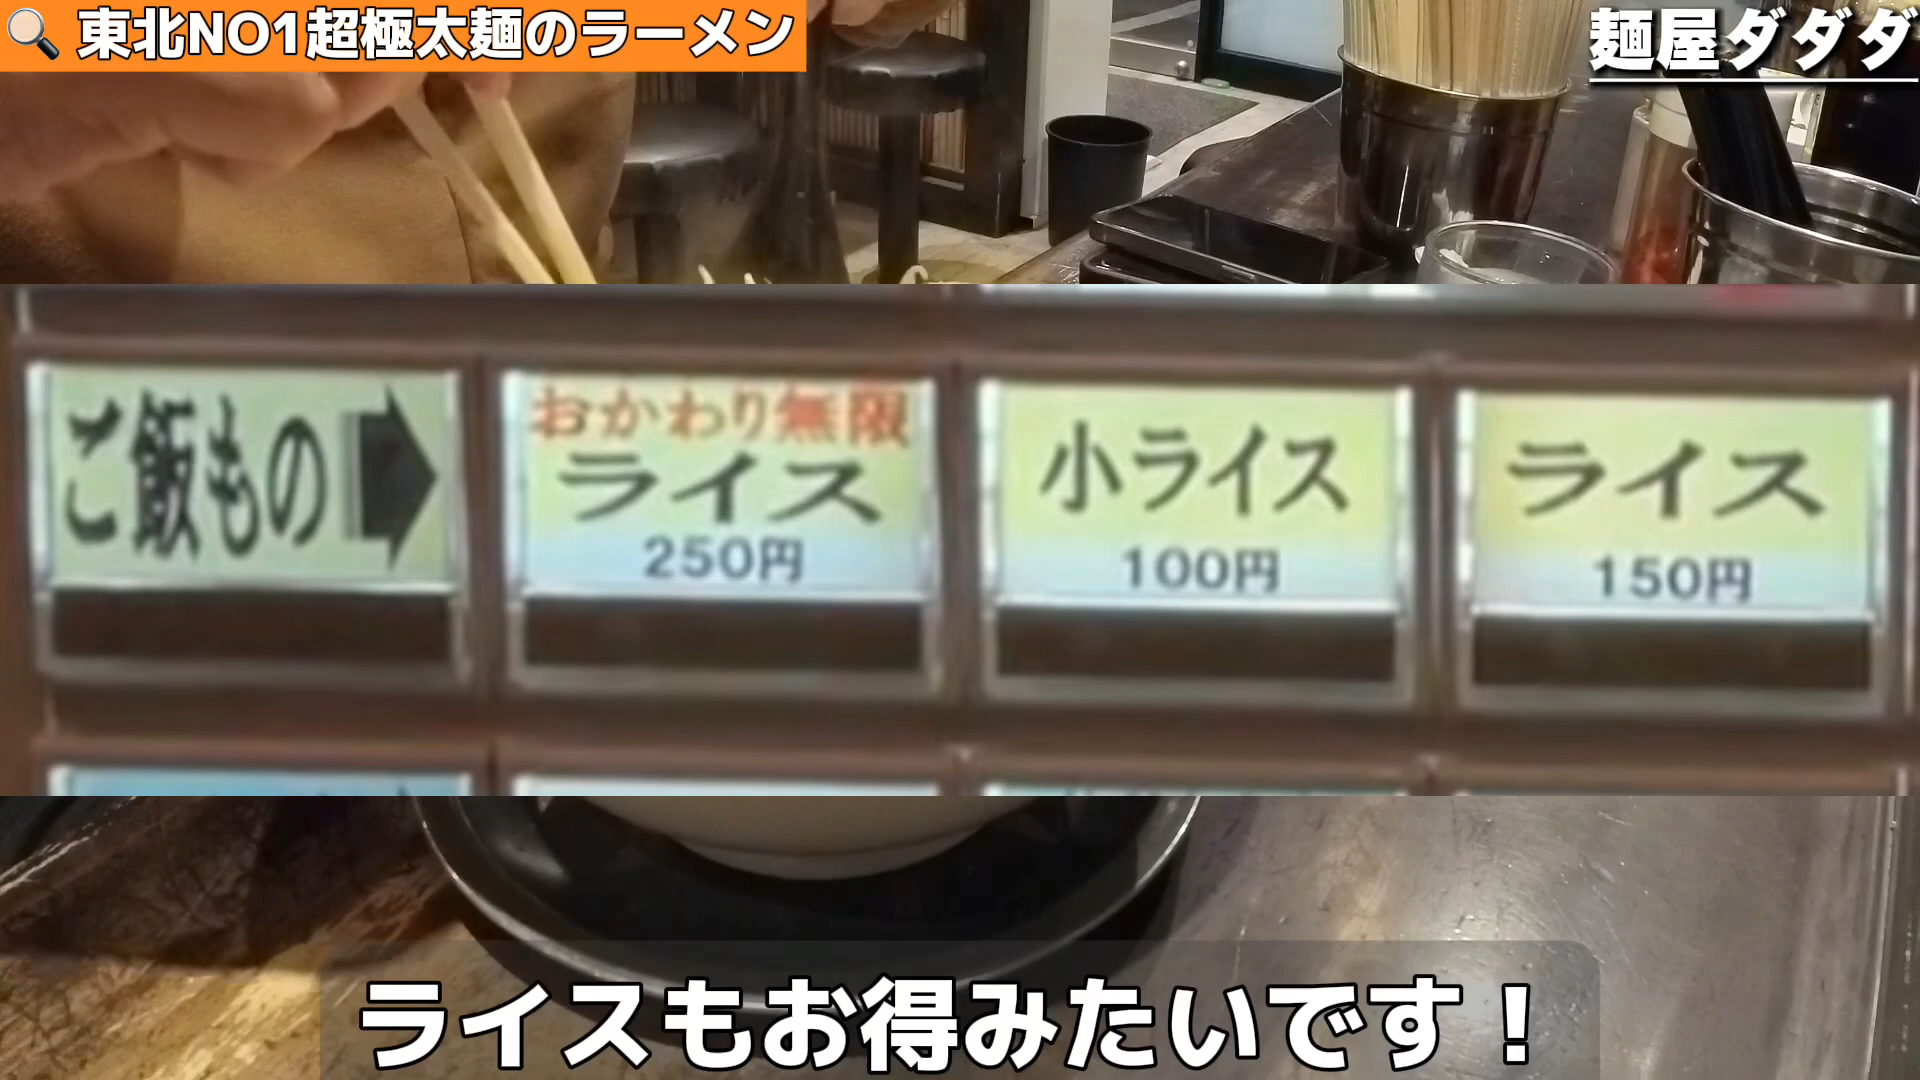 東北NO1超極太麺のラーメン
麺屋ダダダ
ご飯もの
おかわり無限
ライス
250円
小ライス
100円
ライス
150円
ライスもお得みたいです！